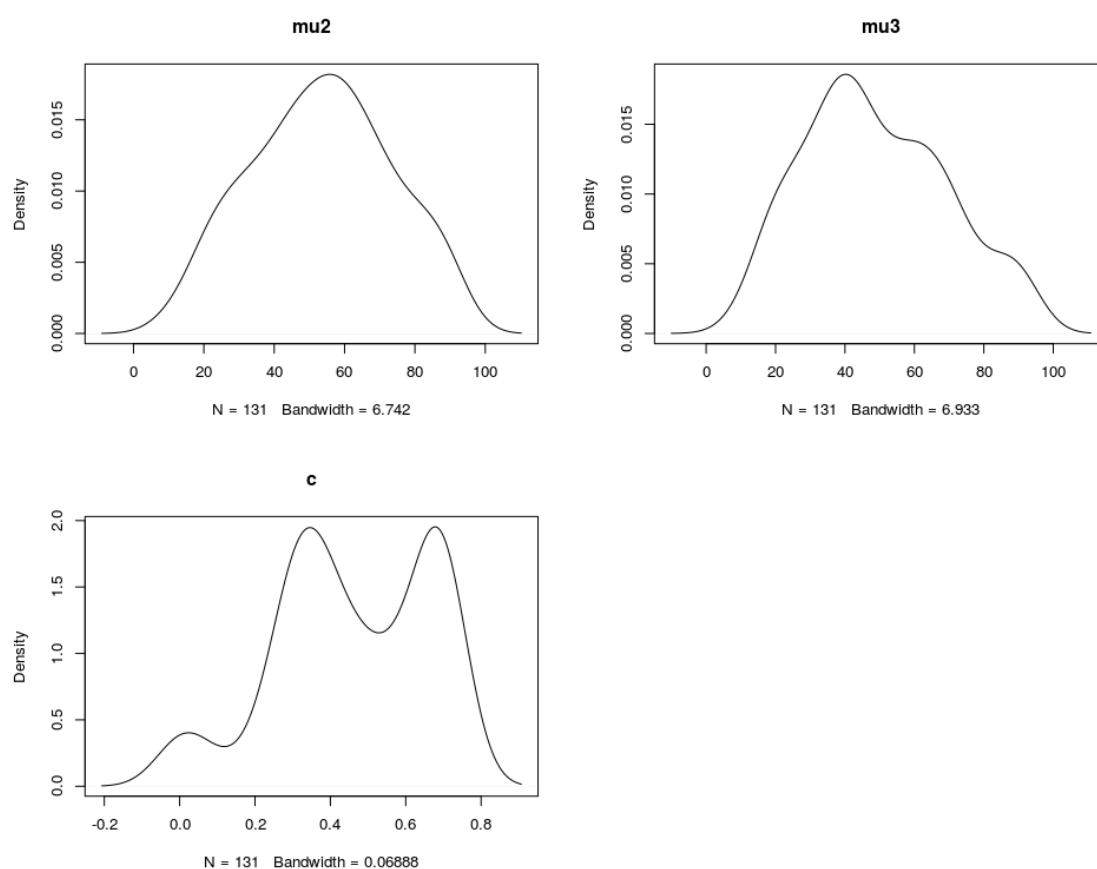 mu2
Density
0.000 0.005 0.010 0.015
0 20 40 60 80 100
N = 131 Bandwidth = 6.742
mu3
Density
0.000 0.005 0.010 0.015
0 20 40 60 80 100
N = 131 Bandwidth = 6.933
c
Density
0.0 0.5 1.0 1.5 2.0
-0.2 0.0 0.2 0.4 0.6 0.8
N = 131 Bandwidth = 0.06888